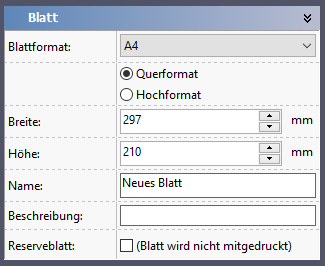 Blatt
Blattformat: A4
Querformat
Hochformat
Breite: 297 mm
Höhe: 210 mm
Name: Neues Blatt
Beschreibung:
Reserveblatt: (Blatt wird nicht mitgedruckt)